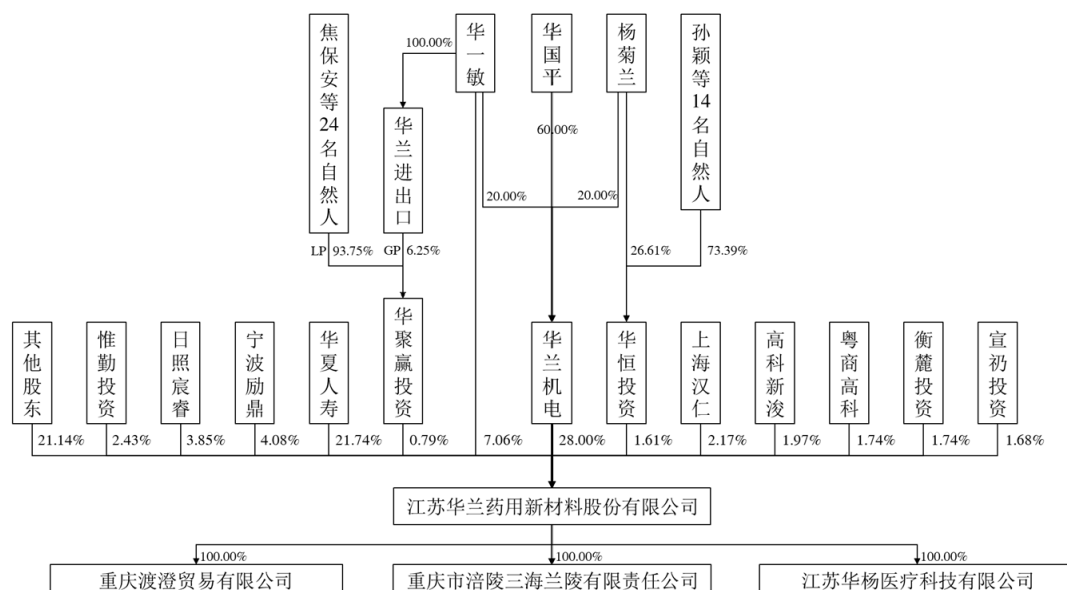 焦保安等24名自然人
100.00%
华一敏
华国平
杨菊兰
孙颖等14名自然人
华兰进出口
60.00%
20.00%
20.00%
LP 93.75%
GP 6.25%
26.61%
73.39%
其他股东
惟勤投资
日照宸睿
宁波励鼎
华夏人寿
华聚赢投资
华兰机电
华恒投资
上海汉仁
高科新浚
粤商高科
衡麓投资
宣礽投资
21.14%
2.43%
3.85%
4.08%
21.74%
0.79%
7.06%
28.00%
1.61%
2.17%
1.97%
1.74%
1.74%
1.68%
江苏华兰药用新材料股份有限公司
100.00%
100.00%
100.00%
重庆渡澄贸易有限公司
重庆市涪陵三海兰陵有限责任公司
江苏华杨医疗科技有限公司